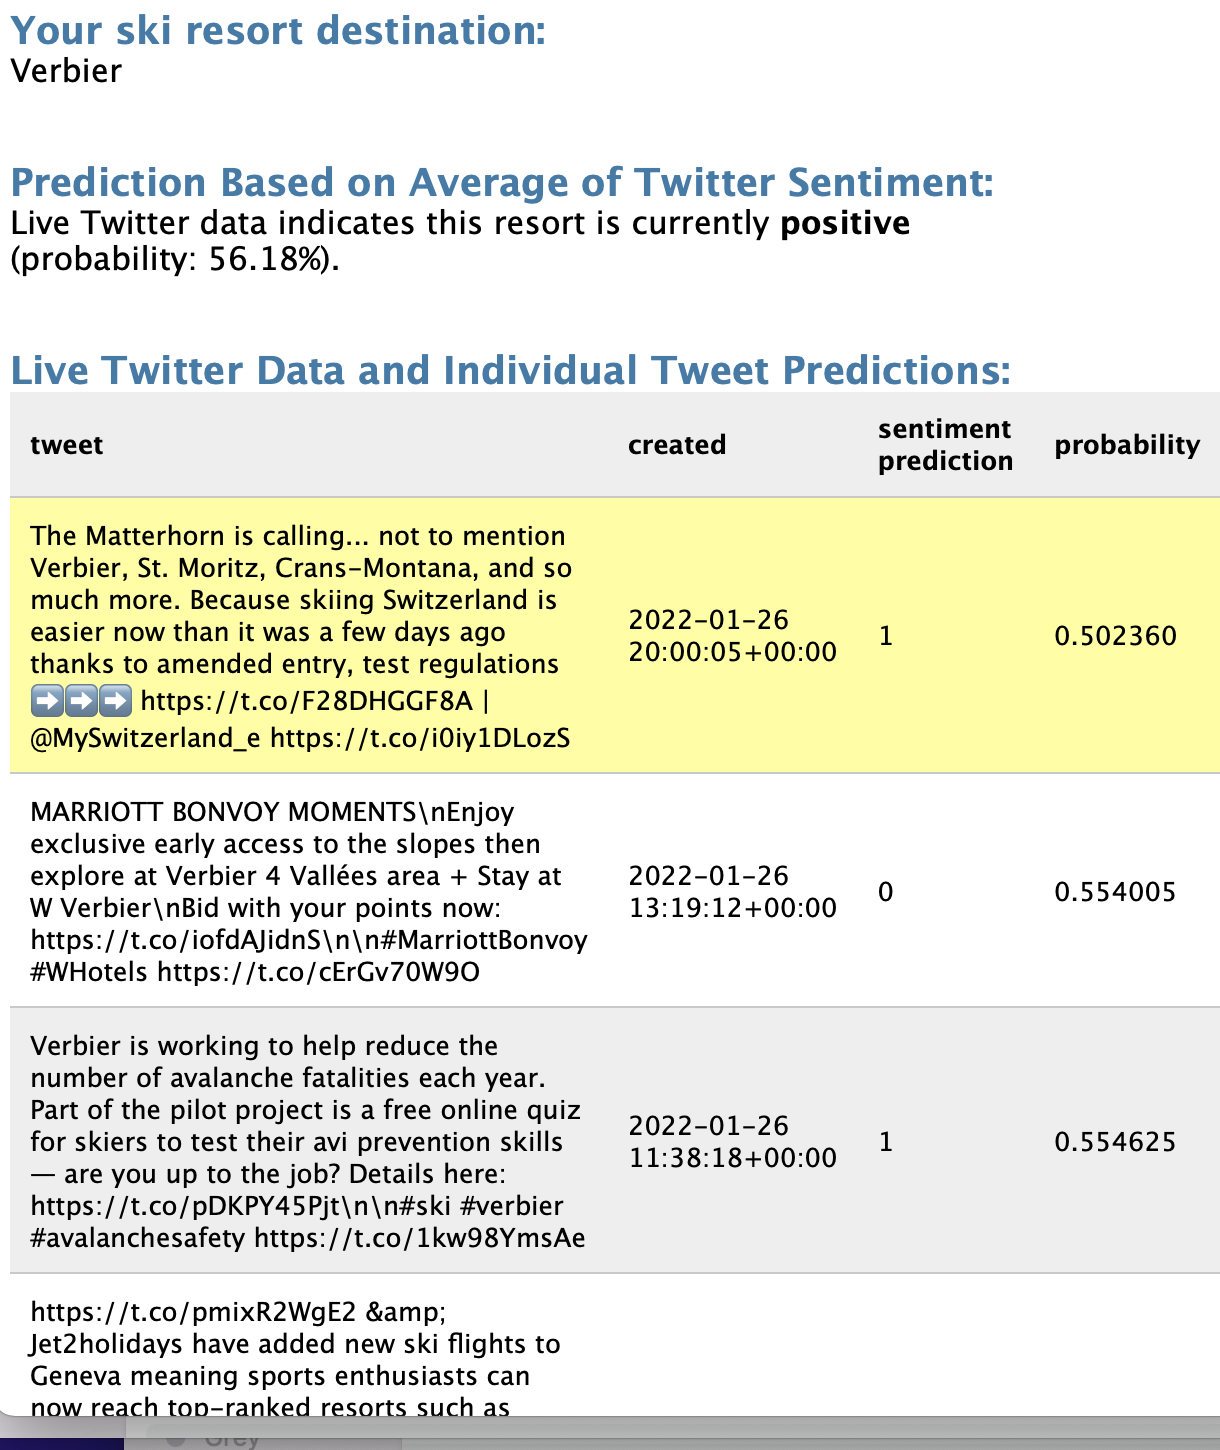 Your ski resort destination:
Verbier
Prediction Based on Average of Twitter Sentiment:
Live Twitter data indicates this resort is currently positive
(probability: 56.18%).
Live Twitter Data and Individual Tweet Predictions:
tweet created sentiment prediction probability
The Matterhorn is calling... not to mention
Verbier, St. Moritz, Crans-Montana, and so
much more. Because skiing Switzerland is
easier now than it was a few days ago
thanks to amended entry, test regulations
➡️➡️➡️ https://t.co/F28DHGGF8A |
@MySwitzerland_e https://t.co/i0iy1DLozS
2022-01-26
20:00:05+00:00
1
0.502360
MARRIOTT BONVOY MOMENTS\nEnjoy
exclusive early access to the slopes then
explore at Verbier 4 Vallées area + Stay at
W Verbier\nBid with your points now:
https://t.co/iofdAJidnS\n\n#MarriottBonvoy
#WHotels https://t.co/cErGv70W9O
2022-01-26
13:19:12+00:00
0
0.554005
Verbier is working to help reduce the
number of avalanche fatalities each year.
Part of the pilot project is a free online quiz
for skiers to test their avi prevention skills
— are you up to the job? Details here:
https://t.co/pDKPY45Pjt\n\n#ski #verbier
#avalanchesafety https://t.co/1kw98YmsAe
2022-01-26
11:38:18+00:00
1
0.554625
https://t.co/pmixR2WgE2 &amp;
Jet2holidays have added new ski flights to
Geneva meaning sports enthusiasts can
now reach top-ranked resorts such as
Grey